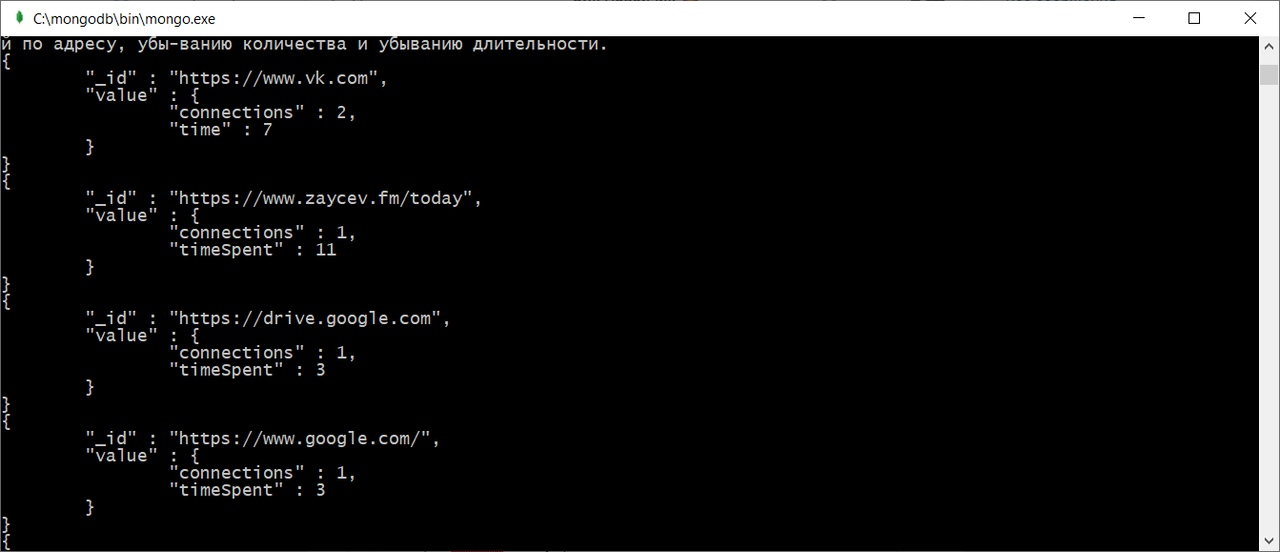 C:\mongodb\bin\mongo.exe
й по адресу, убы-ванию количества и убыванию длительности.
{
"_id" : "https://www.vk.com",
"value" : {
"connections" : 2,
"time" : 7
}
}
{
"_id" : "https://www.zaycev.fm/today",
"value" : {
"connections" : 1,
"timeSpent" : 11
}
}
{
"_id" : "https://drive.google.com",
"value" : {
"connections" : 1,
"timeSpent" : 3
}
}
{
"_id" : "https://www.google.com/",
"value" : {
"connections" : 1,
"timeSpent" : 3
}
}
{